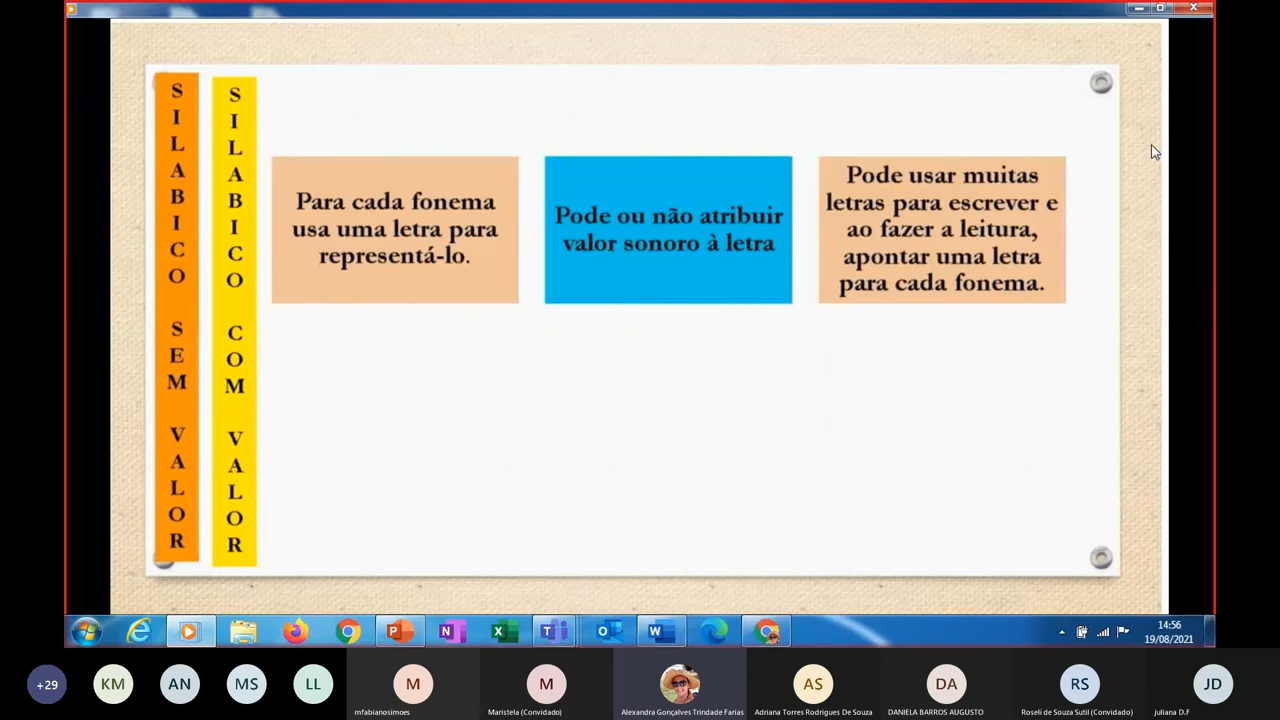 SILABICO SEM VALOR
SILABICO COM VALOR
Para cada fonema
usa uma letra para
representá-lo.
Pode ou não atribuir
valor sonoro à letra
Pode usar muitas
letras para escrever e
ao fazer a leitura,
apontar uma letra
para cada fonema.
14:56
19/08/2021
+29
KM
AN
MS
LL
M
mfabianosimoes
M
Maristela (Convidado)
Alexandra Gonçalves Trindade Farias
AS
Adriana Torres Rodrigues De Souza
DA
DANIELA BARROS AUGUSTO
RS
Roselí de Souza Sutil (Convidado)
JD
juliana D.F